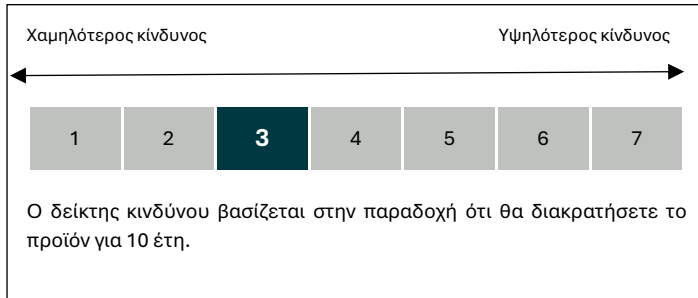 Χαμηλότερος κίνδυνος Υψηλότερος κίνδυνος
1 2 3 4 5 6 7
Ο δείκτης κινδύνου βασίζεται στην παραδοχή ότι θα διακρατήσετε το
προϊόν για 10 έτη.